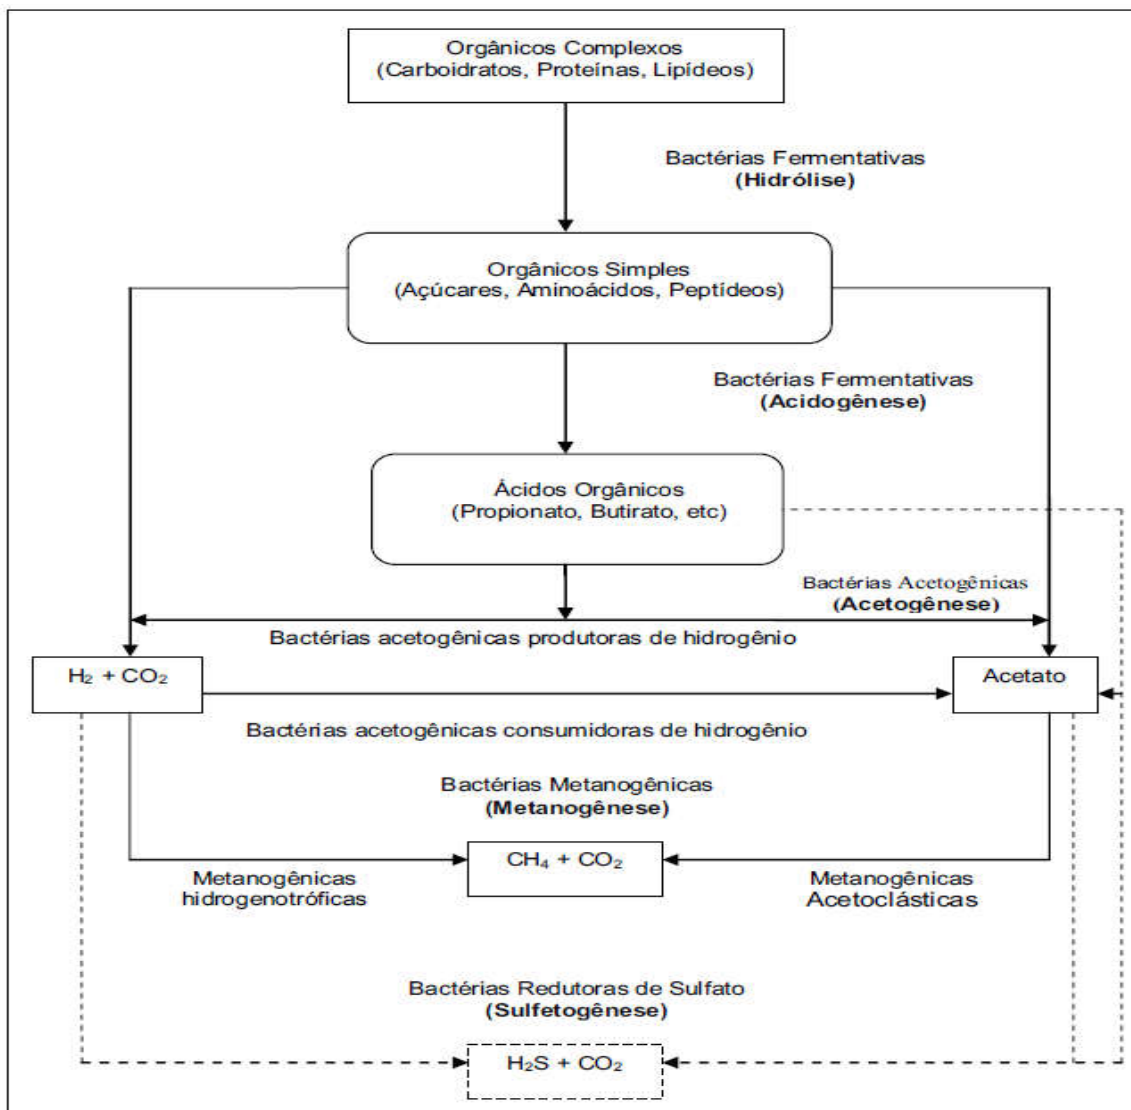 Orgânicos Complexos
(Carboidratos, Proteínas, Lipídeos)
Bactérias Fermentativas
(Hidrólise)
Orgânicos Simples
(Açúcares, Aminoácidos, Peptídeos)
Bactérias Fermentativas
(Acidogênese)
Ácidos Orgânicos
(Propionato, Butirato, etc)
Bactérias Acetogênicas
(Acetogênese)
Bactérias acetogênicas produtoras de hidrogênio
H₂ + CO₂
Acetato
Bactérias acetogênicas consumidoras de hidrogênio
Bactérias Metanogênicas
(Metanogênese)
CH₄ + CO₂
Metanogênicas
hidrogenotróficas
Metanogênicas
Acetoclásticas
Bactérias Redutoras de Sulfato
(Sulfetogênese)
H₂S + CO₂